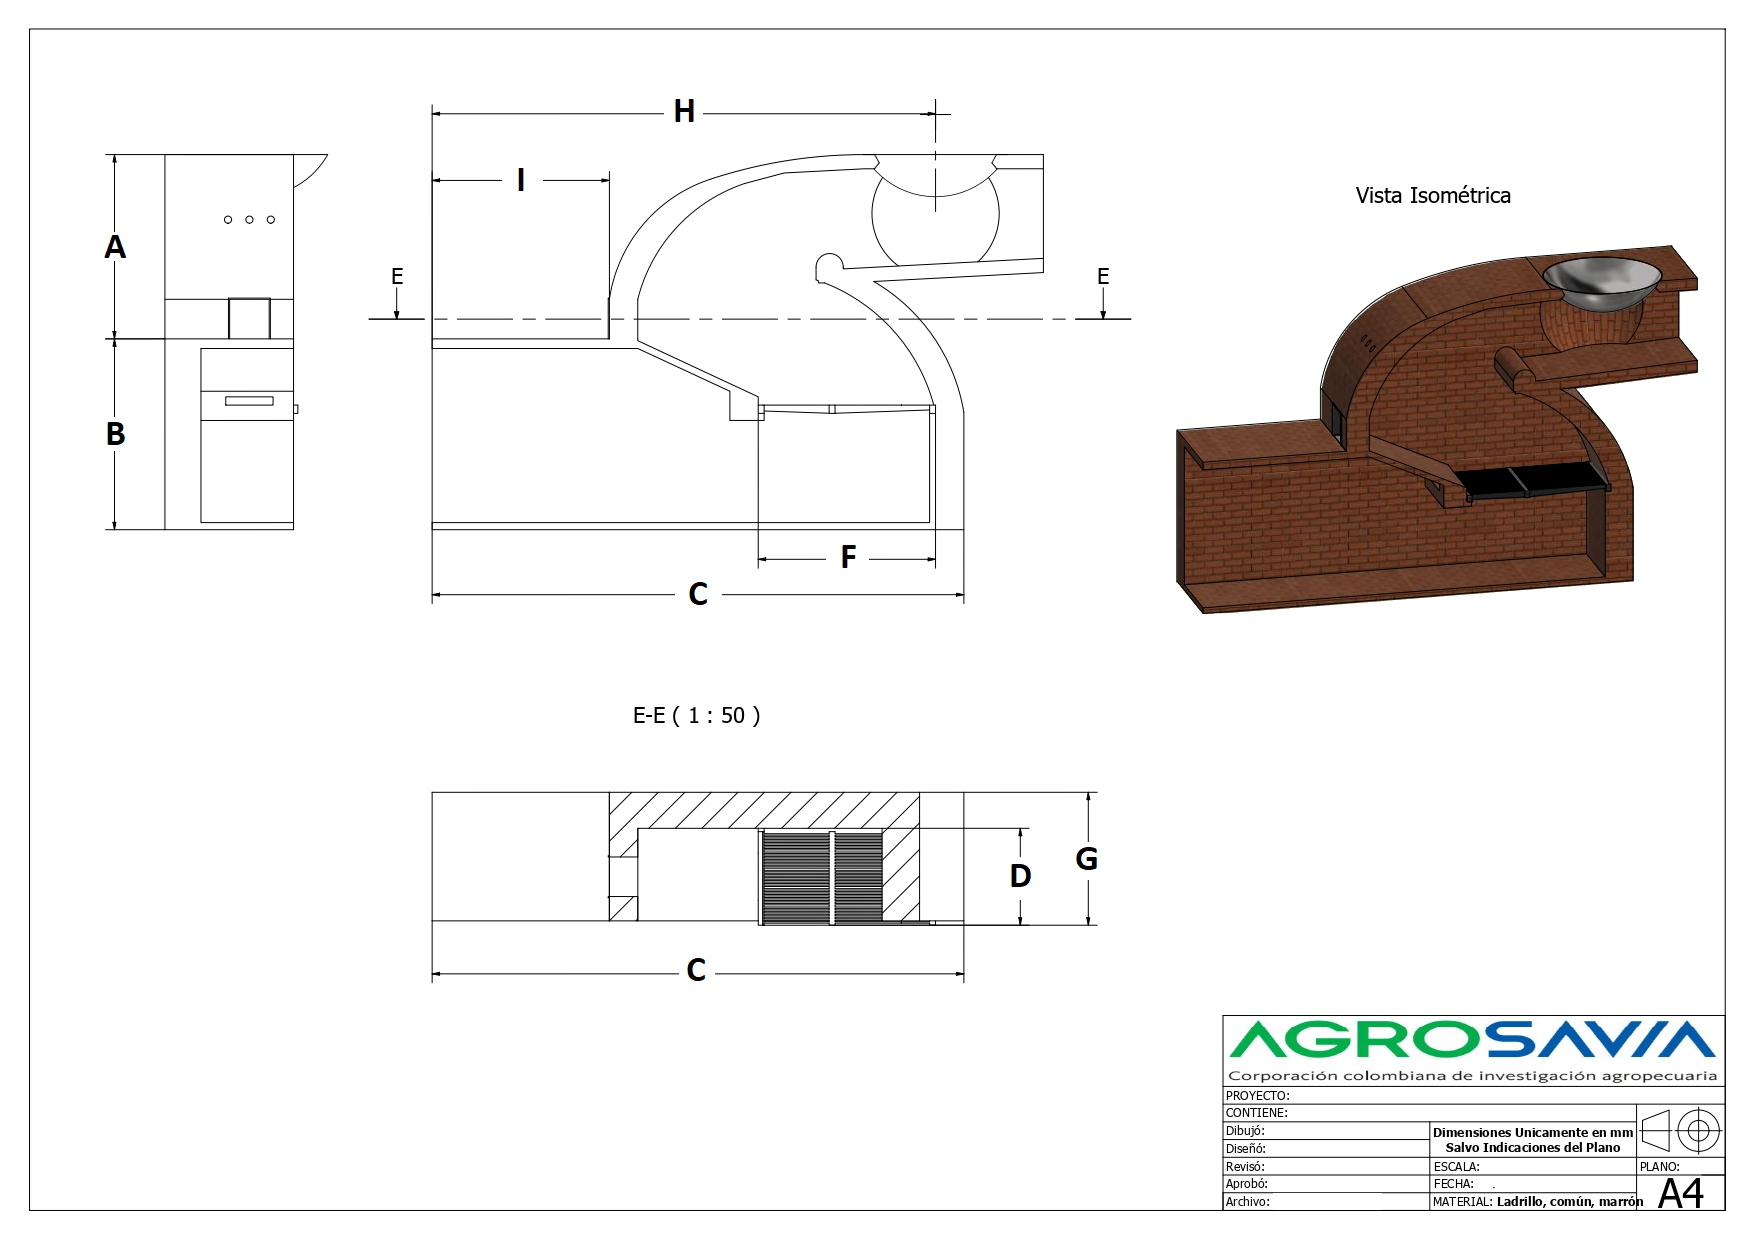 H
I
Vista Isométrica
A
E
E
B
F
C
E-E ( 1 : 50 )
G
D
C
AGROSAVIA
Corporación colombiana de investigación agropecuaria
PROYECTO:
CONTIENE:
Dibujó:
Dimensiones Unicamente en mm
Diseñó:
Salvo Indicaciones del Plano
Revisó:
ESCALA:
PLANO:
Aprobó:
FECHA: .
A4
Archivo:
MATERIAL: Ladrillo, común, marrón